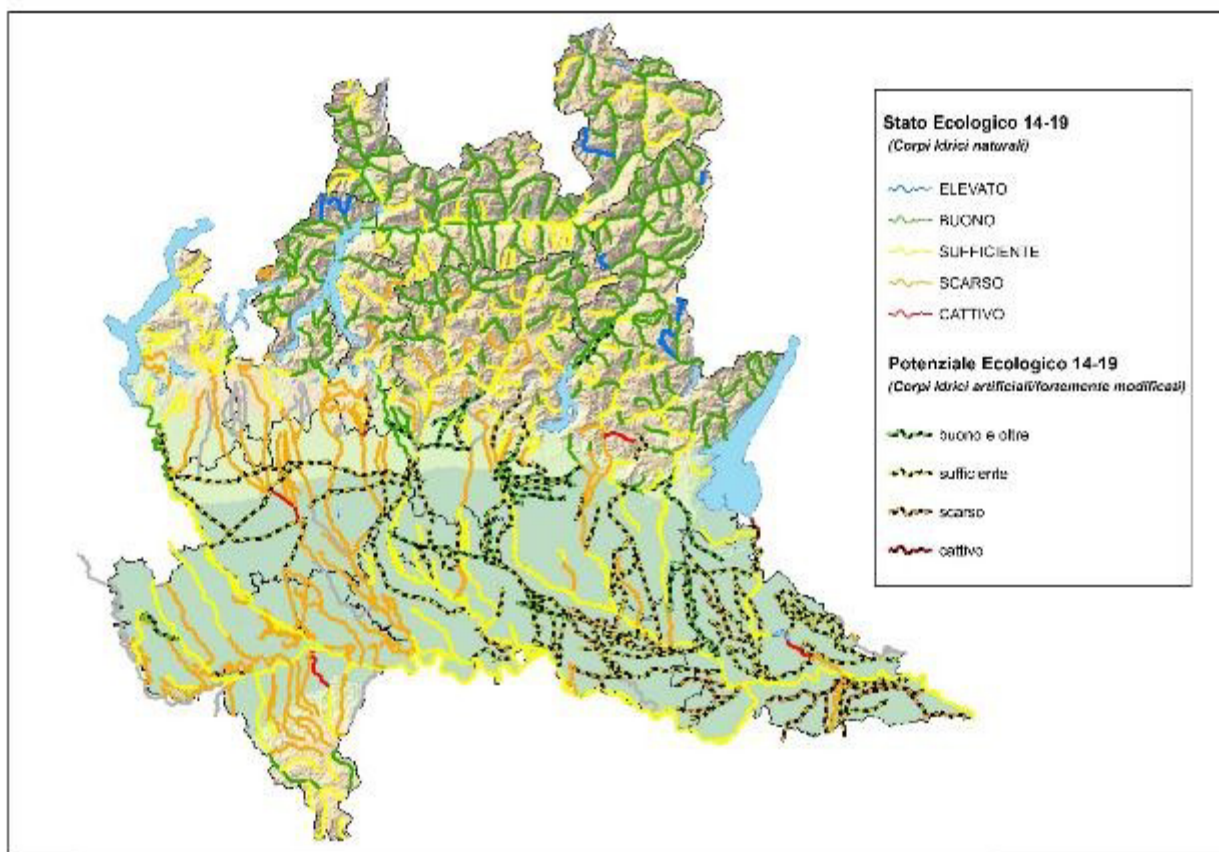 Stato Ecologico 14-19
(Corpi Idrici naturali)
ELEVATO
BUONO
SUFFICIENTE
SCARSO
CATTIVO
Potenziale Ecologico 14-19
(Corpi Idrici artificiali/fortemente modificati)
buono e oltre
sufficiente
scarso
cattivo